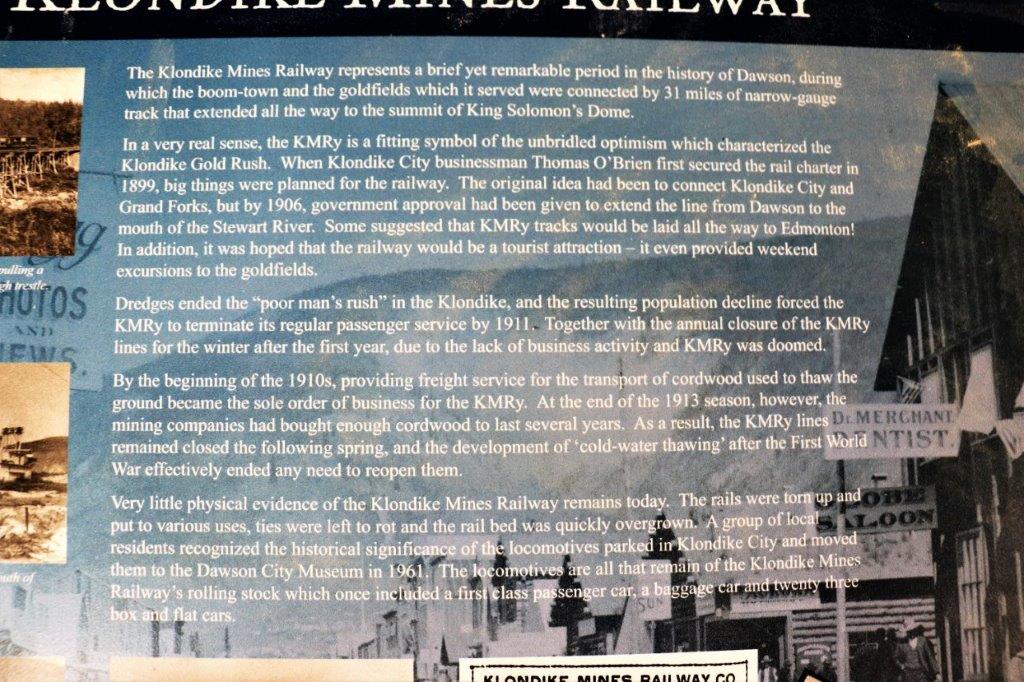 KLONDIKE MINES RAILWAY
The Klondike Mines Railway represents a brief yet remarkable period in the history of Dawson, during
which the boom-town and the goldfields which it served were connected by 31 miles of narrow-gauge
track that extended all the way to the summit of King Solomon's Dome.
In a very real sense, the KMRy is a fitting symbol of the unbridled optimism which characterized the
Klondike Gold Rush. When Klondike City businessman Thomas O'Brien first secured the rail charter in
1899, big things were planned for the railway. The original idea had been to connect Klondike City and
Grand Forks, but by 1906, government approval had been given to extend the line from Dawson to the
mouth of the Stewart River. Some suggested that KMRy tracks would be laid all the way to Edmonton!
In addition, it was hoped that the railway would be a tourist attraction – it even provided weekend
excursions to the goldfields.
Dredges ended the "poor man's rush" in the Klondike, and the resulting population decline forced the
KMRy to terminate its regular passenger service by 1911. Together with the annual closure of the KMRy
lines for the winter after the first year, due to the lack of business activity and KMRy was doomed.
By the beginning of the 1910s, providing freight service for the transport of cordwood used to thaw the
ground became the sole order of business for the KMRy. At the end of the 1913 season, however, the
mining companies had bought enough cordwood to last several years. As a result, the KMRy lines
remained closed the following spring, and the development of 'cold-water thawing' after the First World
War effectively ended any need to reopen them.
Very little physical evidence of the Klondike Mines Railway remains today. The rails were torn up and
put to various uses, ties were left to rot and the rail bed was quickly overgrown. A group of local
residents recognized the historical significance of the locomotives parked in Klondike City and moved
them to the Dawson City Museum in 1961. The locomotives are all that remain of the Klondike Mines
Railway's rolling stock which once included a first class passenger car, a baggage car and twenty three
box and flat cars.
pulling a
trestle.
AND
outh of
DR. MERCHANT
NTIST.
SALOON
SUN
KLONDIKE MINES RAILWAY CO